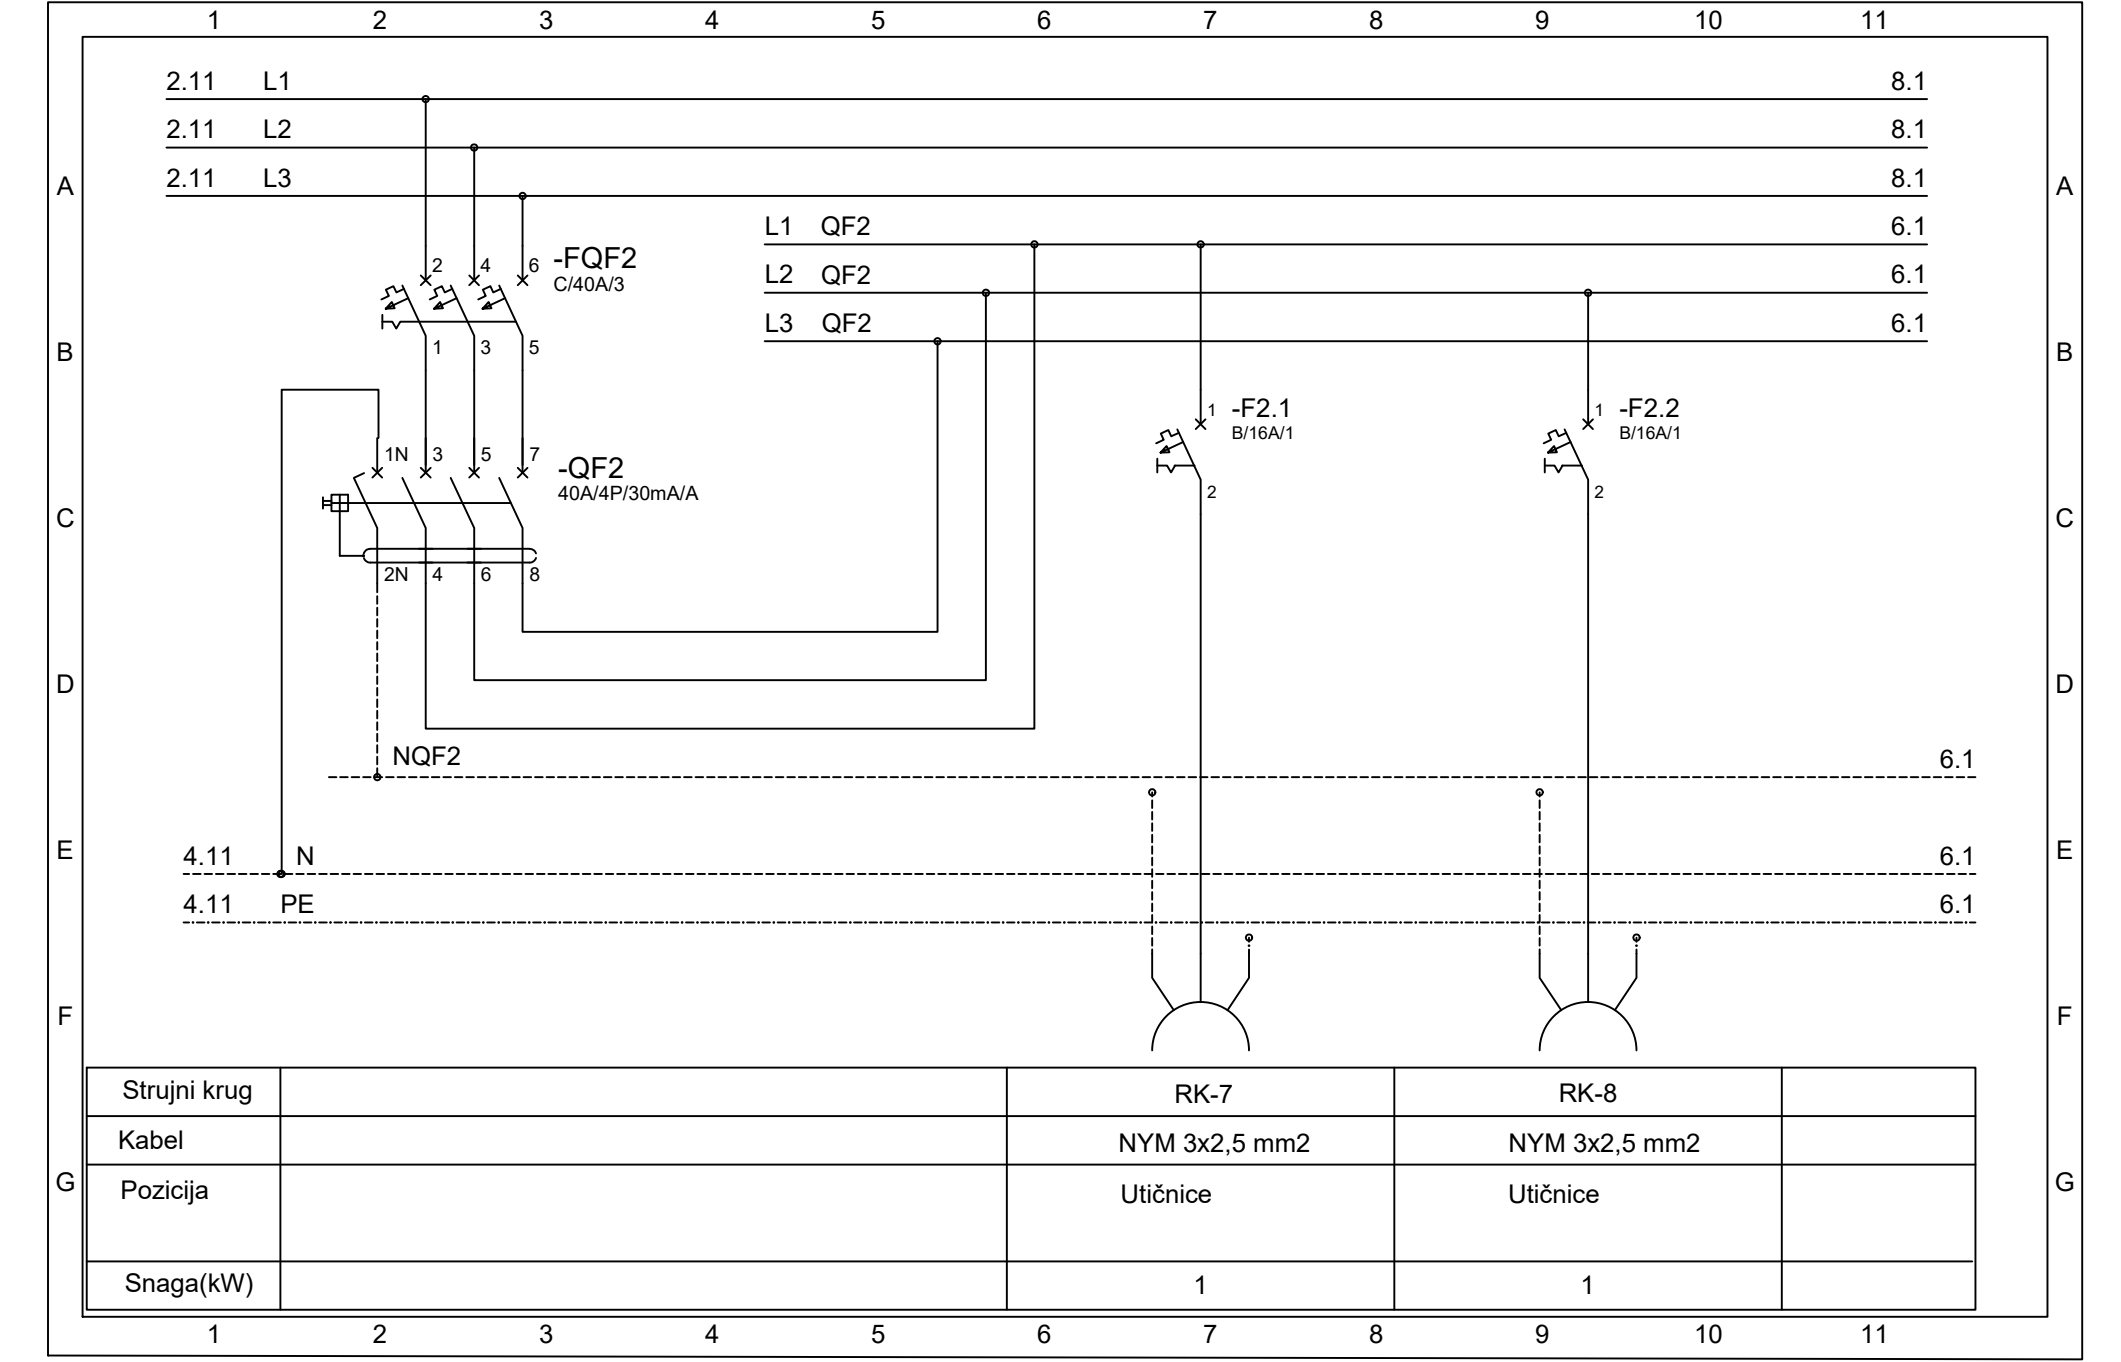 1 2 3 4 5 6 7 8 9 10 11
2.11 L1 8.1
2.11 L2 8.1
A 2.11 L3 8.1 A
L1 QF2 6.1
2 4 6 -FQF2
C/40A/3
L2 QF2 6.1
L3 QF2 6.1
B 1 3 5 B
1 -F2.1 1 -F2.2
B/16A/1 B/16A/1
1N 3 5 7 -QF2
40A/4P/30mA/A
2 2
C C
2N 4 6 8
D D
NQF2 6.1
E 4.11 N 6.1 E
4.11 PE 6.1
F F
Strujni krug RK-7 RK-8
Kabel NYM 3x2,5 mm2 NYM 3x2,5 mm2
G Pozicija Utičnice Utičnice G
Snaga(kW) 1 1
1 2 3 4 5 6 7 8 9 10 11